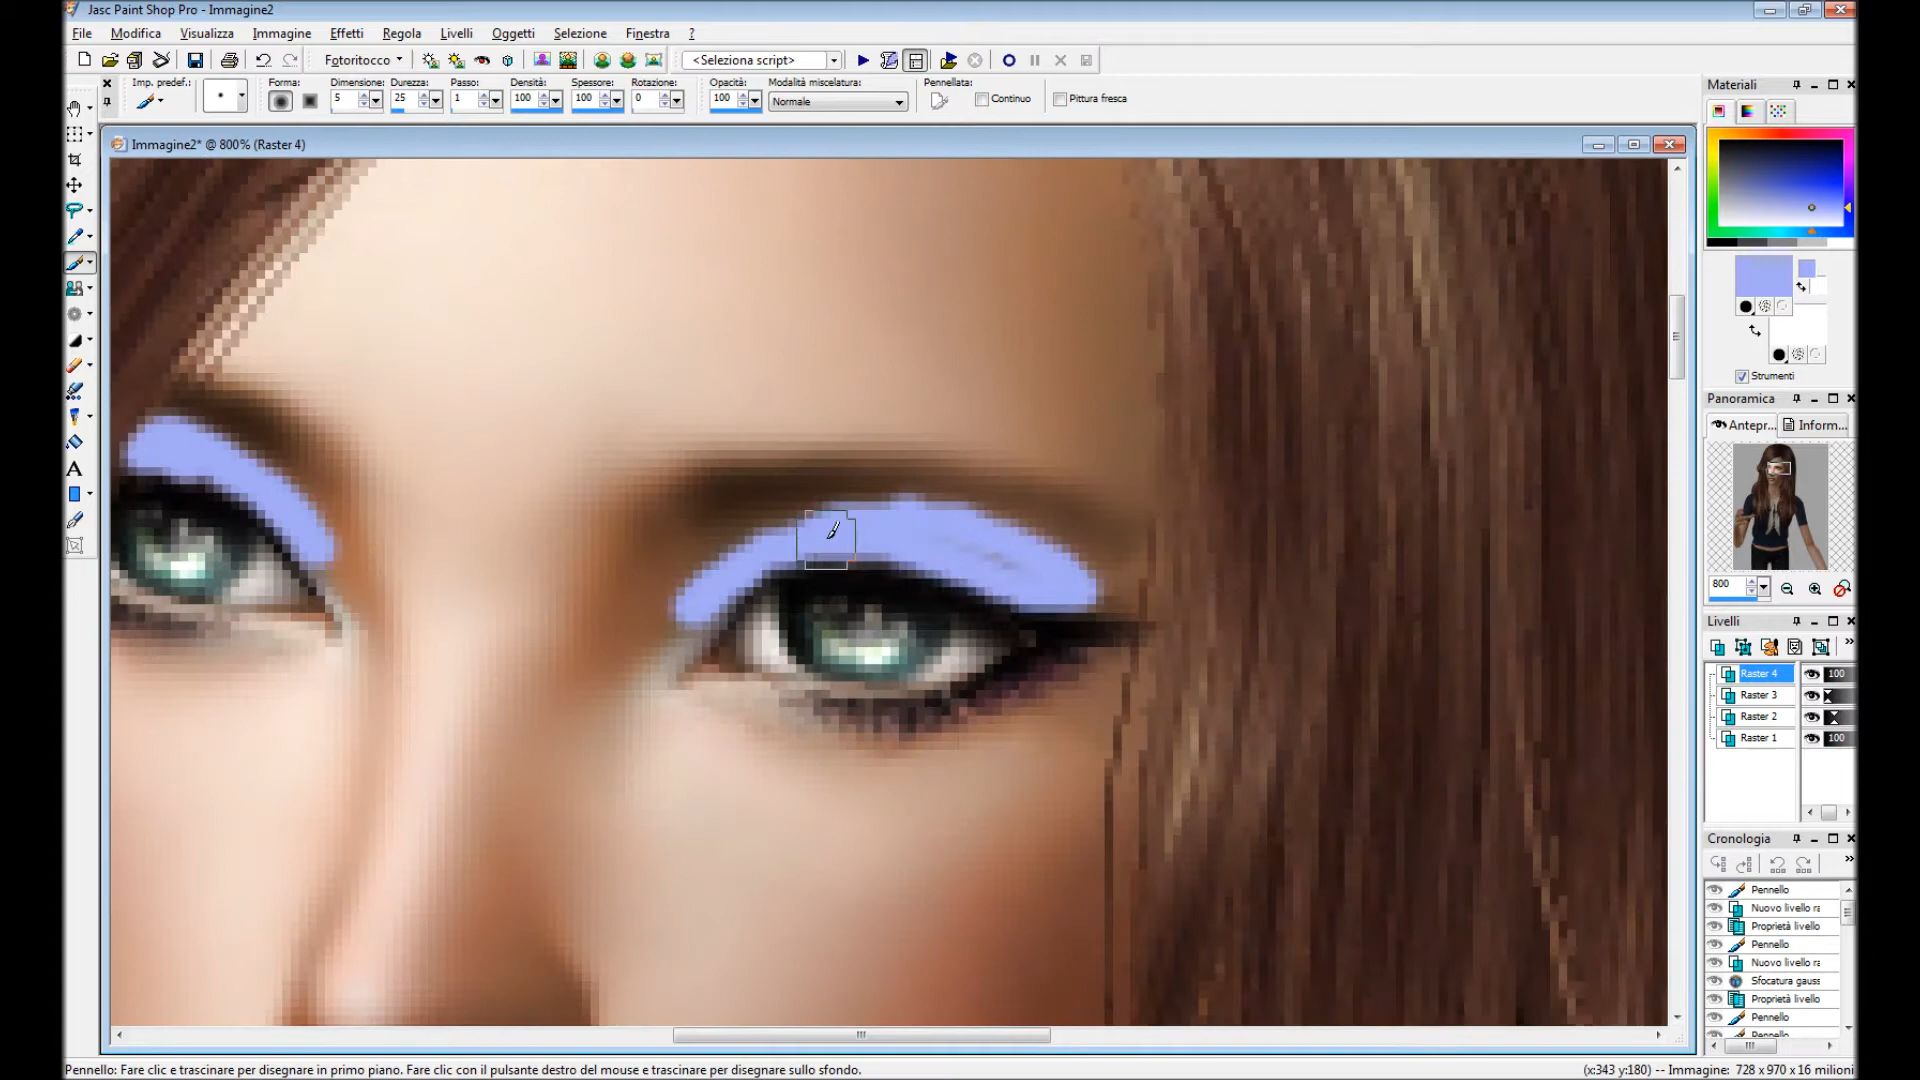 Jasc Paint Shop Pro - Immagine2
File Modifica Visualizza Immagine Effetti Regola Livelli Oggetti Selezione Finestra ?
Fotoritocco <Seleziona script>
Imp. predef.: Forma: Dimensione: Durezza: Passo: Densità: Spessore: Rotazione: Opacità: Modalità miscelatura: Pennellata:
5 25 1 100 100 0 100 Normale Continuo Pittura fresca
Immagine2* @ 800% (Raster 4)
Materiali
Strumenti
Panoramica
Antepr... Inform...
800
Livelli
Raster 4 100
Raster 3
Raster 2
Raster 1 100
Cronologia
Pennello
Nuovo livello ra
Proprietà livello
Pennello
Nuovo livello ra
Sfocatura gauss
Proprietà livello
Pennello
Pennello
Pennello: Fare clic e trascinare per disegnare in primo piano. Fare clic con il pulsante destro del mouse e trascinare per disegnare sullo sfondo.
(x:343 y:180) -- Immagine: 728 x 970 x 16 milioni